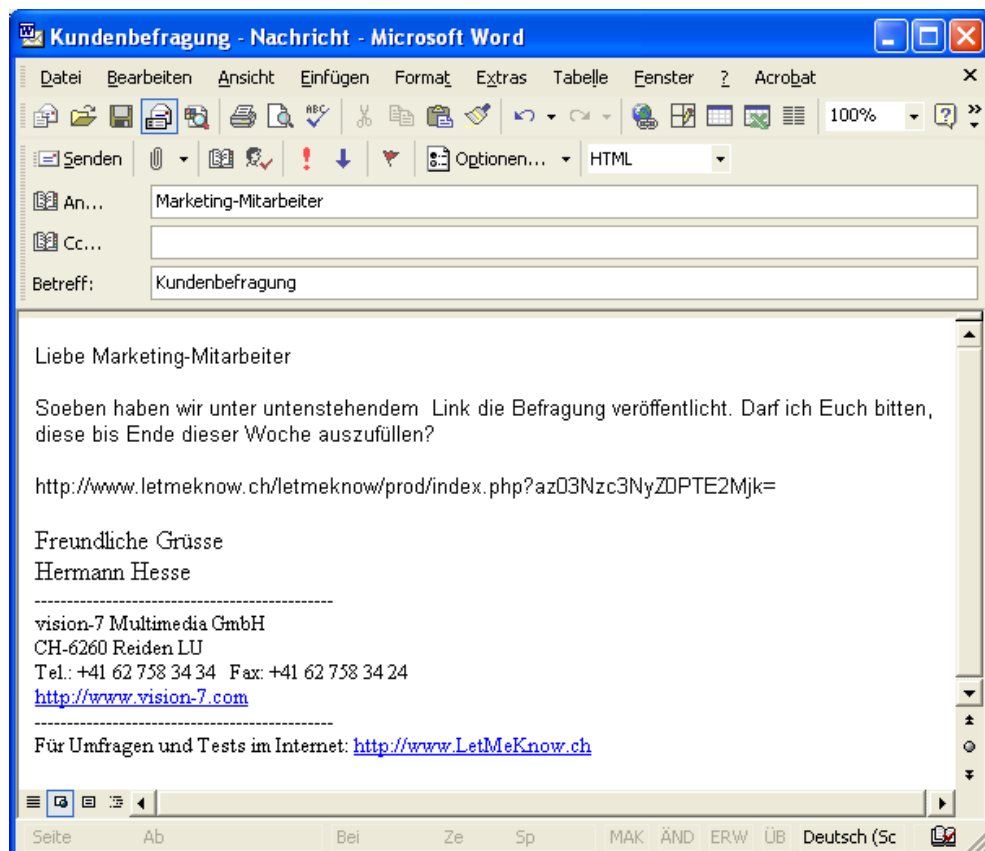 Kundenbefragung - Nachricht - Microsoft Word
Datei Bearbeiten Ansicht Einfügen Format Extras Tabelle Fenster ? Acrobat
ABC 100%
Senden Optionen... HTML
An... Marketing-Mitarbeiter
Cc...
Betreff: Kundenbefragung
Liebe Marketing-Mitarbeiter
Soeben haben wir unter untenstehendem Link die Befragung veröffentlicht. Darf ich Euch bitten,
diese bis Ende dieser Woche auszufüllen?
http://www.letmeknow.ch/letmeknow/prod/index.php?az03Nzc3NyZ0PTE2Mjk=
Freundliche Grüsse
Hermann Hesse
----------------------------------------------
vision-7 Multimedia GmbH
CH-6260 Reiden LU
Tel.: +41 62 758 34 34 Fax: +41 62 758 34 24
http://www.vision-7.com
----------------------------------------------
Für Umfragen und Tests im Internet: http://www.LetMeKnow.ch
Seite Ab Bei Ze Sp MAK ÄND ERW ÜB Deutsch (Sc